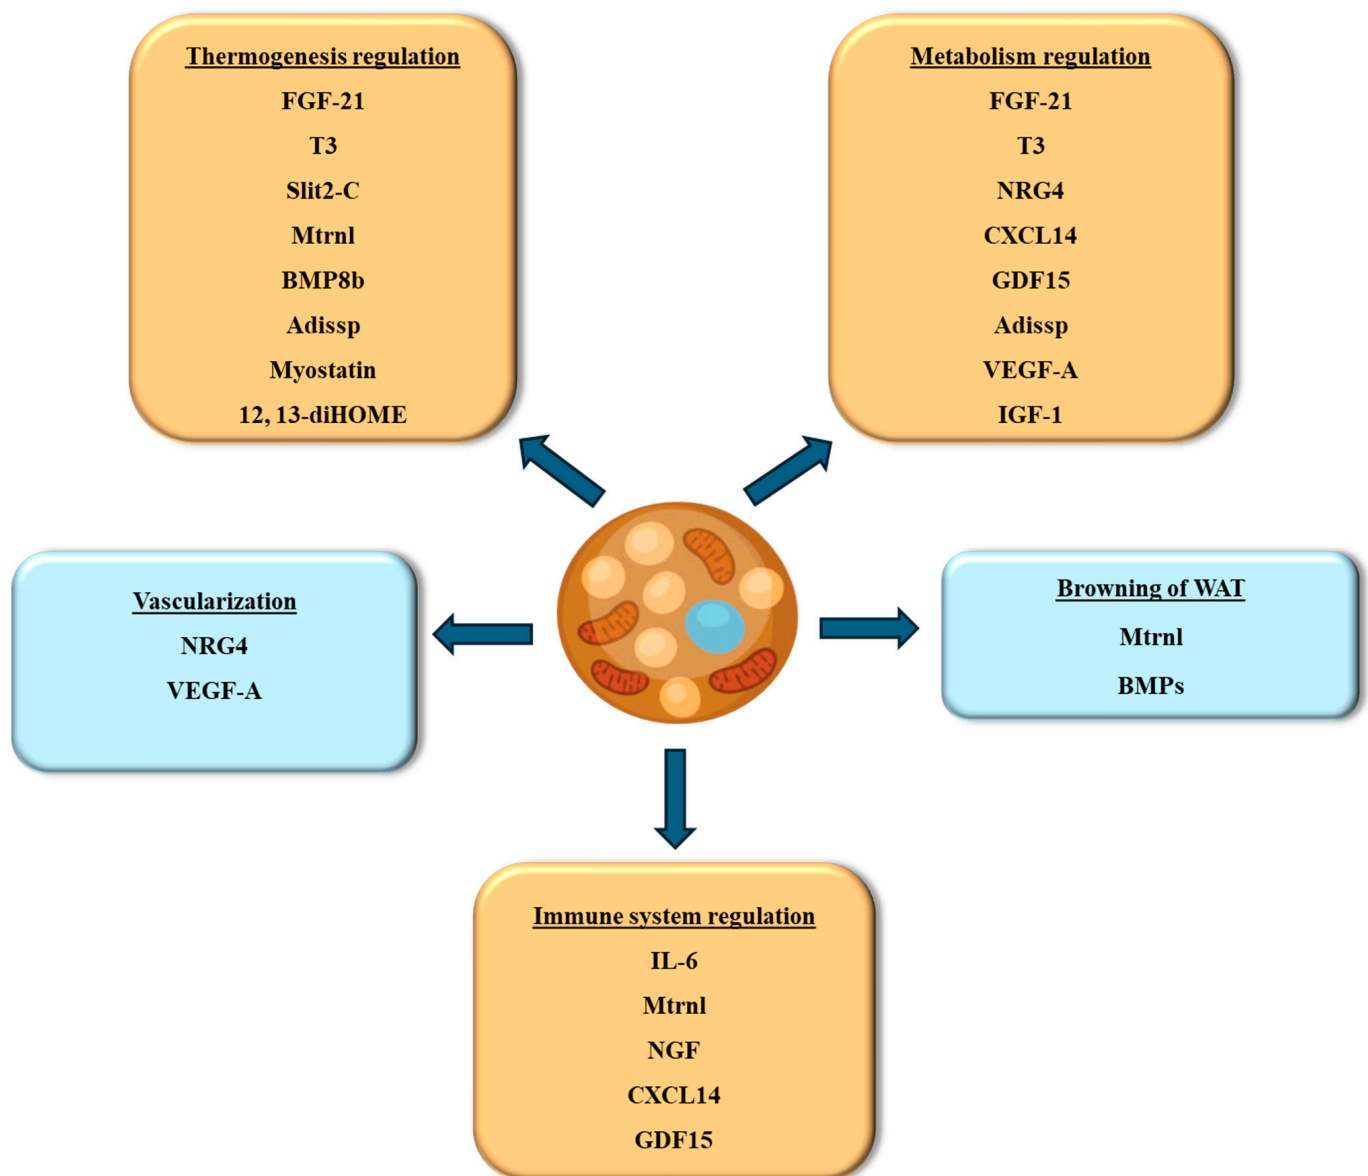 Thermogenesis regulation
FGF-21
T3
Slit2-C
Mtrnl
BMP8b
Adissp
Myostatin
12, 13-diHOME
Metabolism regulation
FGF-21
T3
NRG4
CXCL14
GDF15
Adissp
VEGF-A
IGF-1
Vascularization
NRG4
VEGF-A
Browning of WAT
Mtrnl
BMPs
Immune system regulation
IL-6
Mtrnl
NGF
CXCL14
GDF15